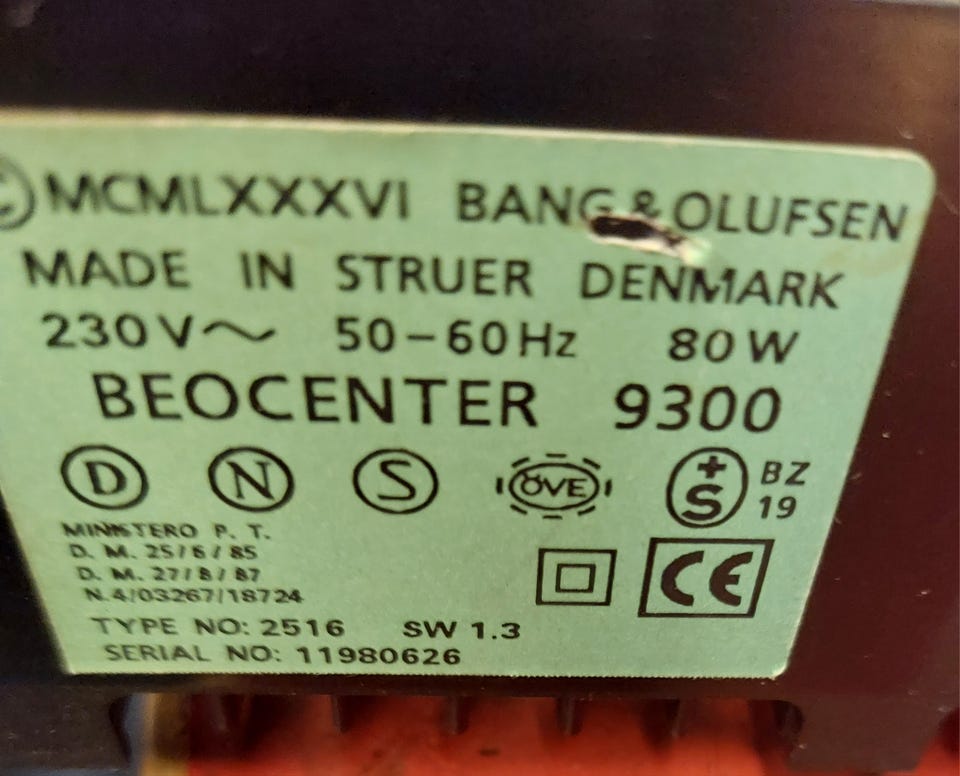 © MCMLXXXVI BANG & OLUFSEN
MADE IN STRUER DENMARK
230V~ 50-60Hz 80W
BEOCENTER 9300
D N S ÖVE +S BZ 19
MINISTERO P. T.
D. M. 25/6/85
D. M. 27/8/87
N.4/03267/18724
CE
TYPE NO: 2516 SW 1.3
SERIAL NO: 11980626